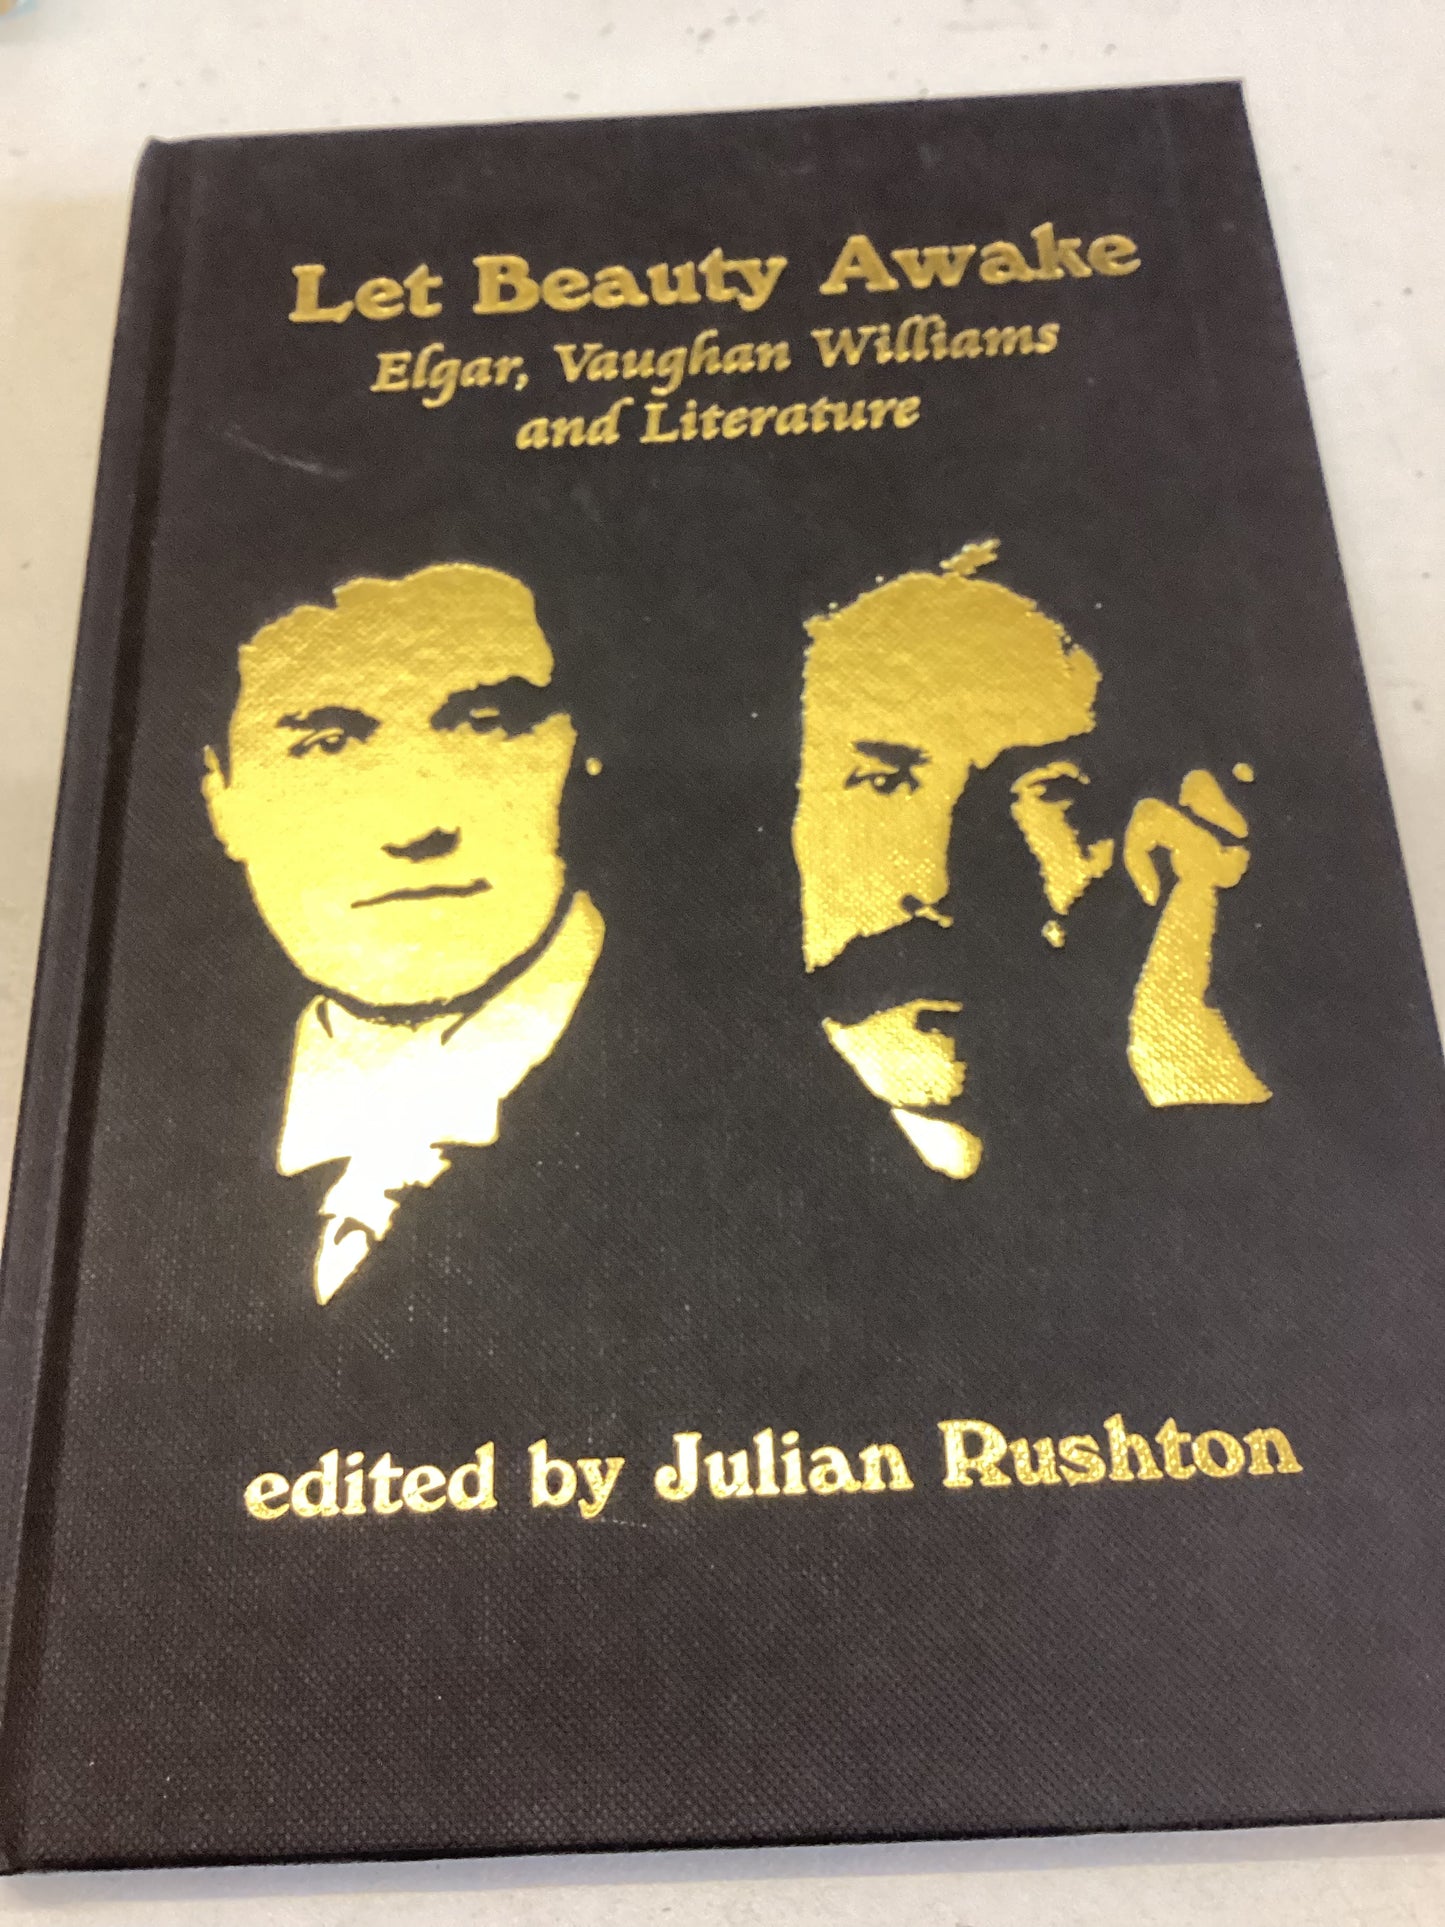 Let Beauty Awake
Elgar, Vaughan Williams
and Literature
edited by Julian Rushton